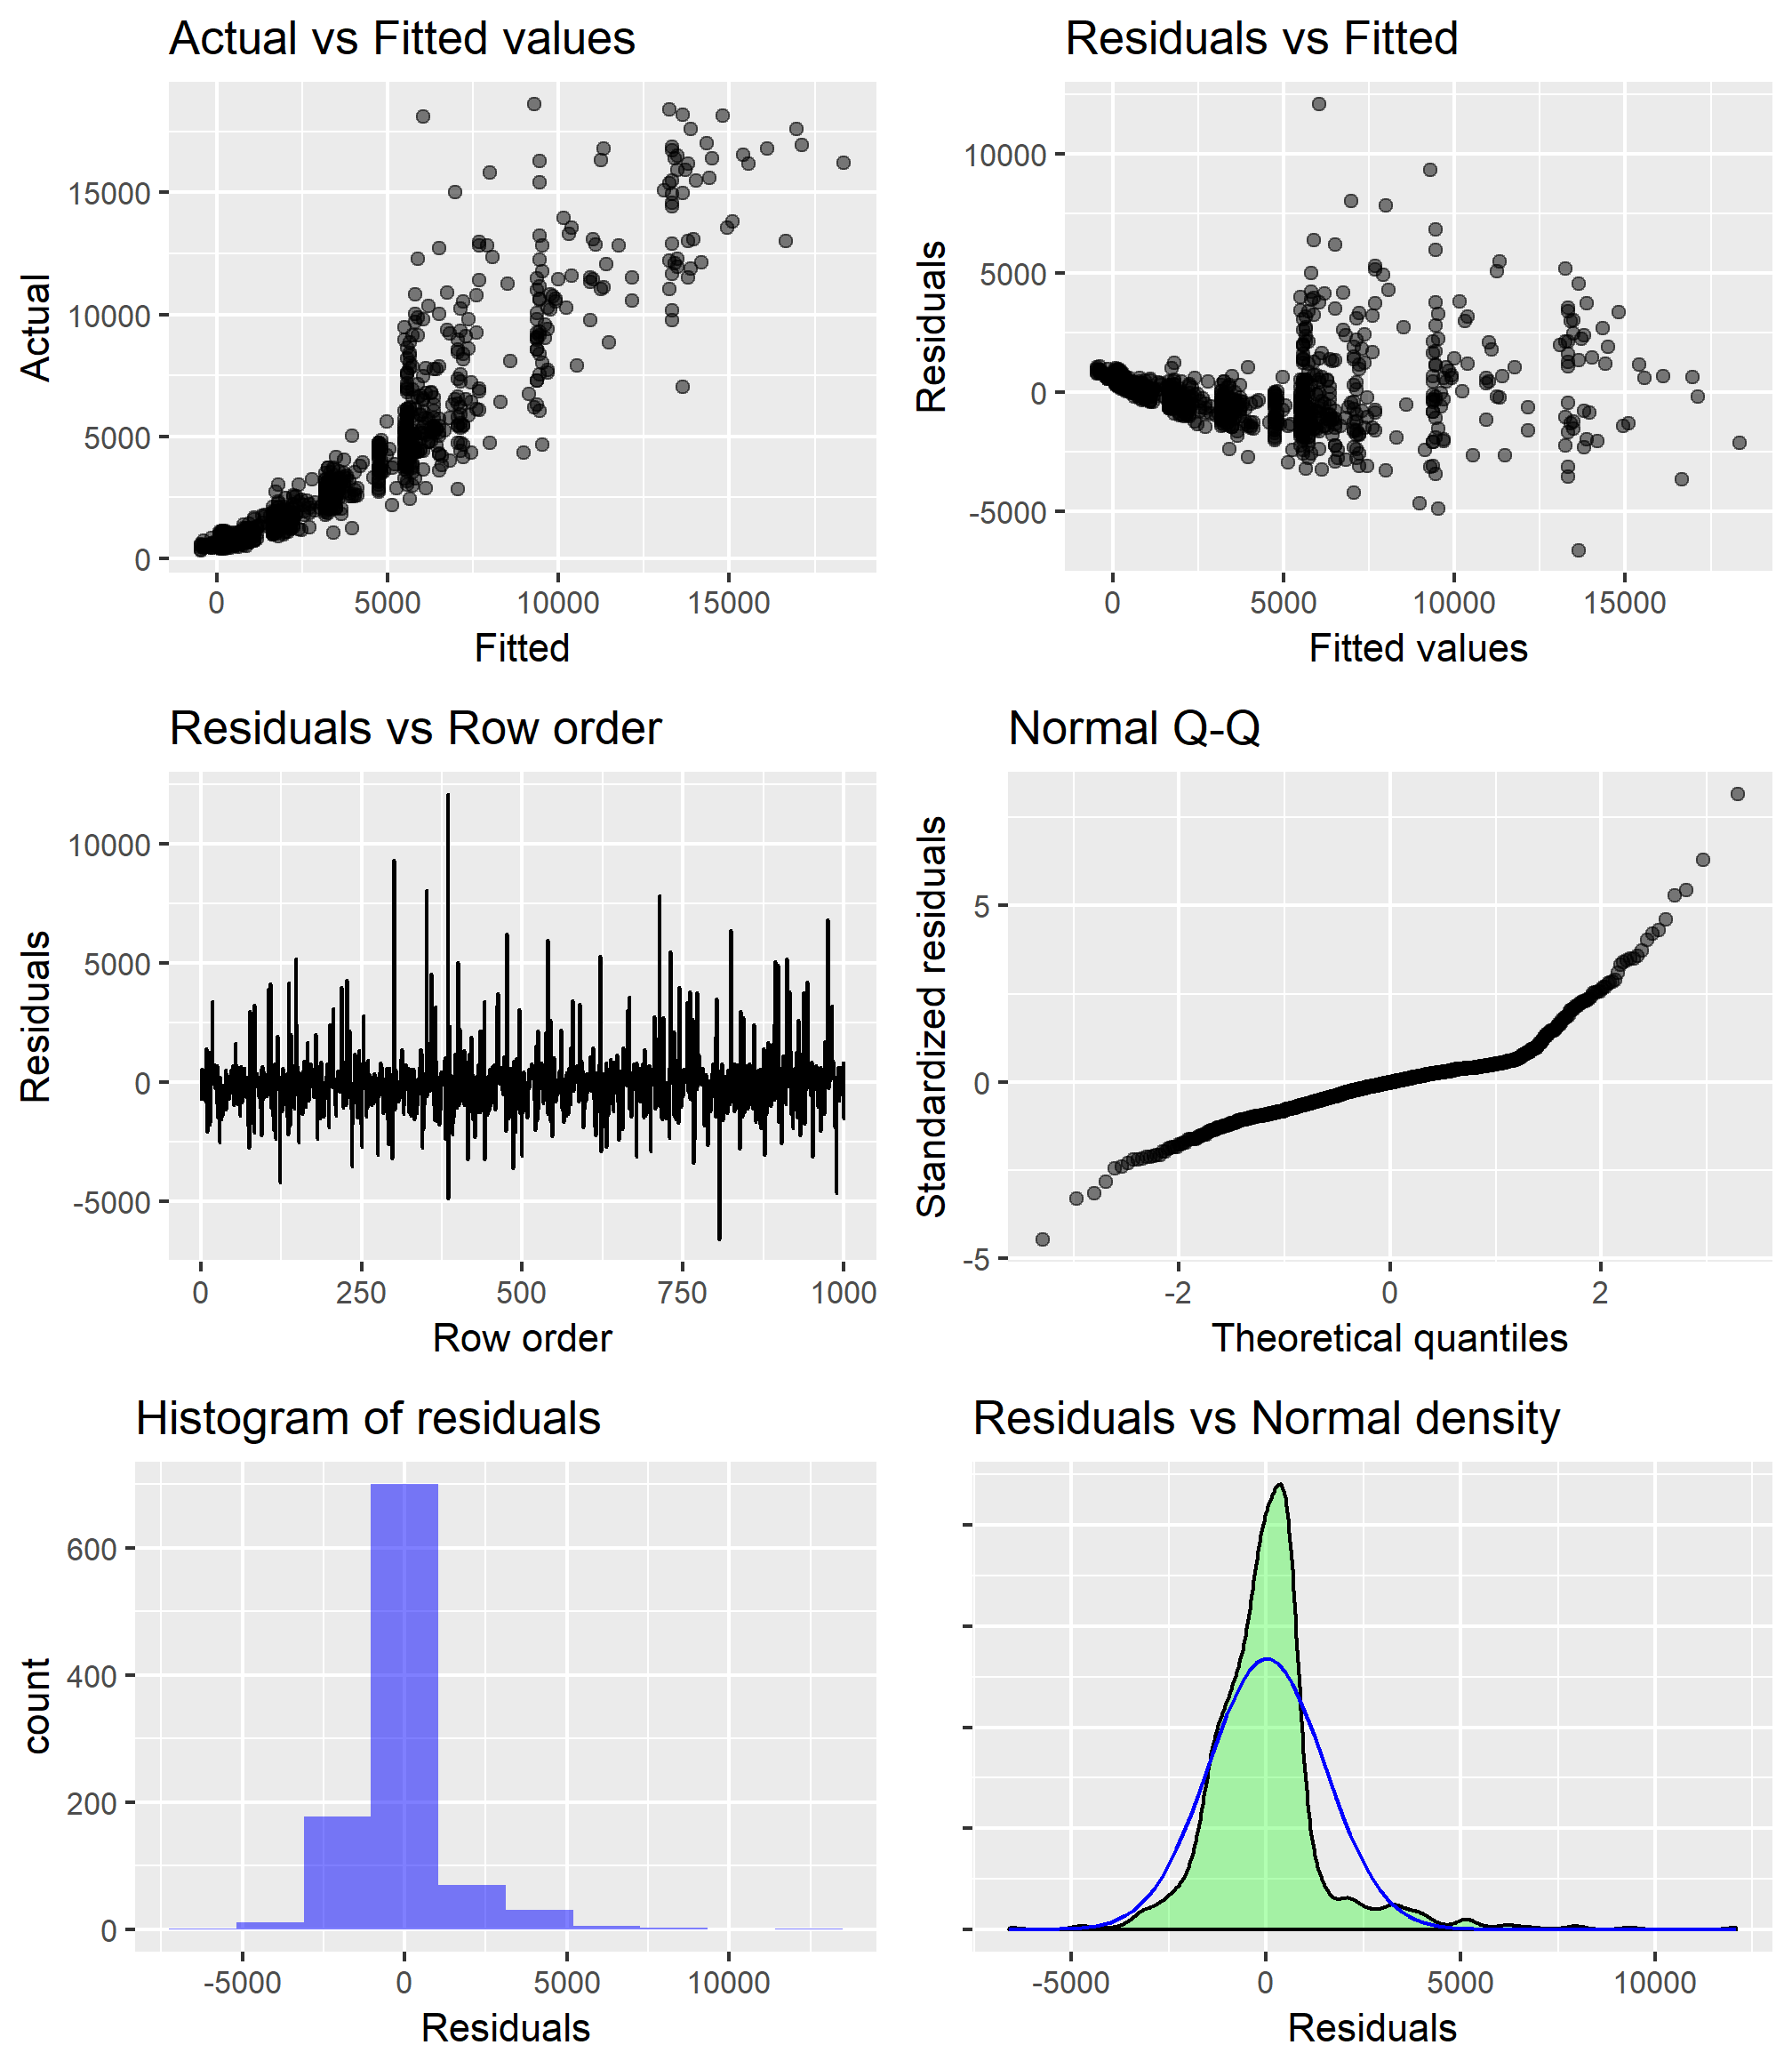 Actual vs Fitted values
Actual
15000
10000
5000
0
0 5000 10000 15000
Fitted
Residuals vs Fitted
Residuals
10000
5000
0
-5000
0 5000 10000 15000
Fitted values
Residuals vs Row order
Residuals
10000
5000
0
-5000
0 250 500 750 1000
Row order
Normal Q-Q
Standardized residuals
5
0
-5
-2 0 2
Theoretical quantiles
Histogram of residuals
count
600
400
200
0
-5000 0 5000 10000
Residuals
Residuals vs Normal density
-5000 0 5000 10000
Residuals